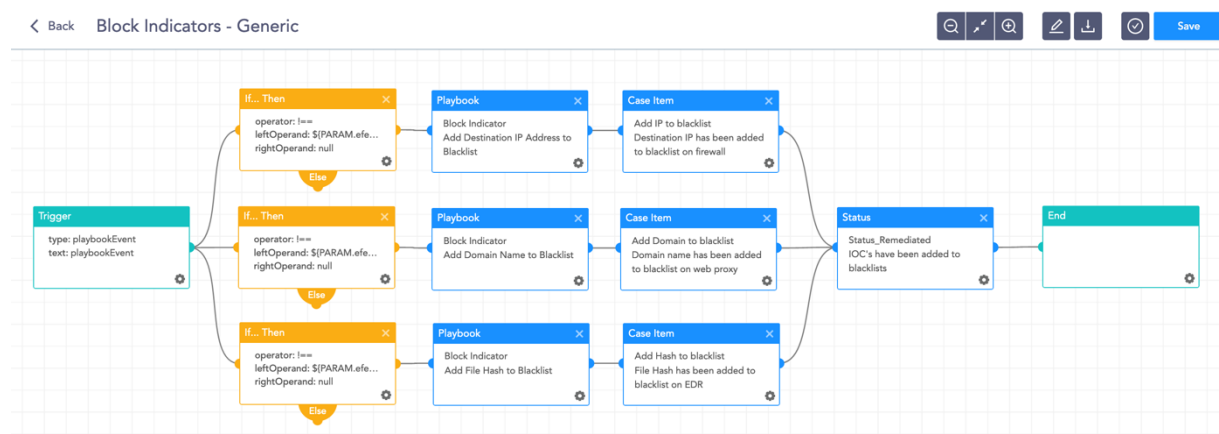 Back
Block Indicators - Generic
Save
If... Then
operator: !==
leftOperand: ${PARAM.efe...
rightOperand: null
Else
Playbook
Block Indicator
Add Destination IP Address to
Blacklist
Case Item
Add IP to blacklist
Destination IP has been added
to blacklist on firewall
Trigger
type: playbookEvent
text: playbookEvent
If... Then
operator: !==
leftOperand: ${PARAM.efe...
rightOperand: null
Else
Playbook
Block Indicator
Add Domain Name to Blacklist
Case Item
Add Domain to blacklist
Domain name has been added
to blacklist on web proxy
Status
Status_Remediated
IOC's have been added to
blacklists
End
If... Then
operator: !==
leftOperand: ${PARAM.efe...
rightOperand: null
Else
Playbook
Block Indicator
Add File Hash to Blacklist
Case Item
Add Hash to blacklist
File Hash has been added to
blacklist on EDR